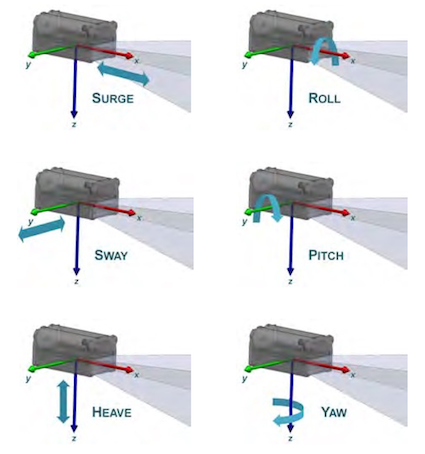 y x y x
z z
SURGE ROLL
y x y x
z z
SWAY PITCH
y x y x
z z
HEAVE YAW